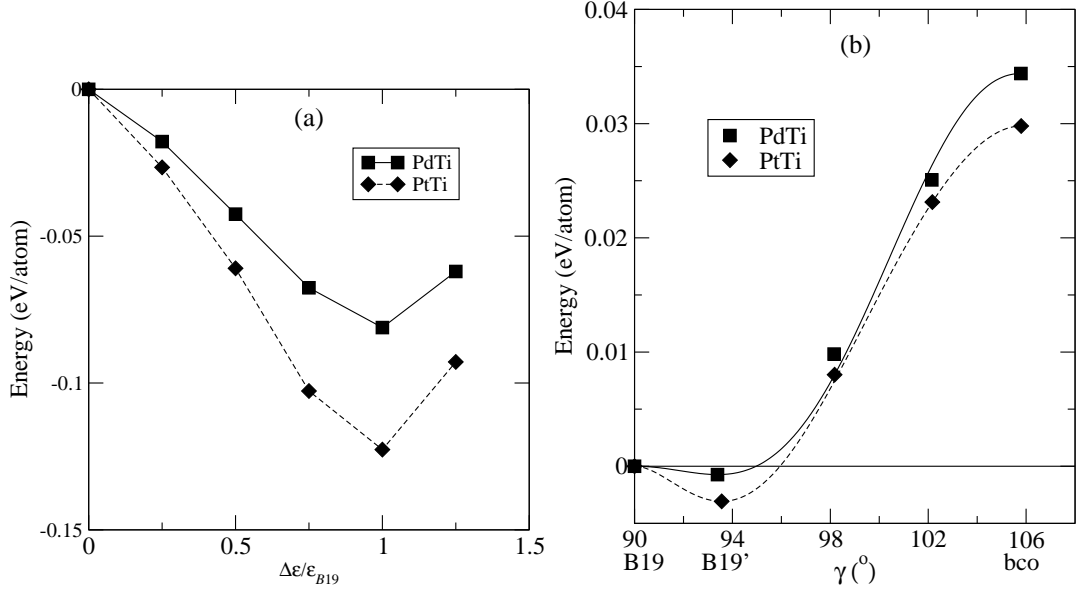 (a)
PdTi
PtTi
Energy (eV/atom)
0
-0.05
-0.1
-0.15
0 0.5 1 1.5
Δε/ε_B19
(b)
PdTi
PtTi
Energy (eV/atom)
0.04
0.03
0.02
0.01
0
90 94 98 102 106
B19 B19’ γ (°) bco